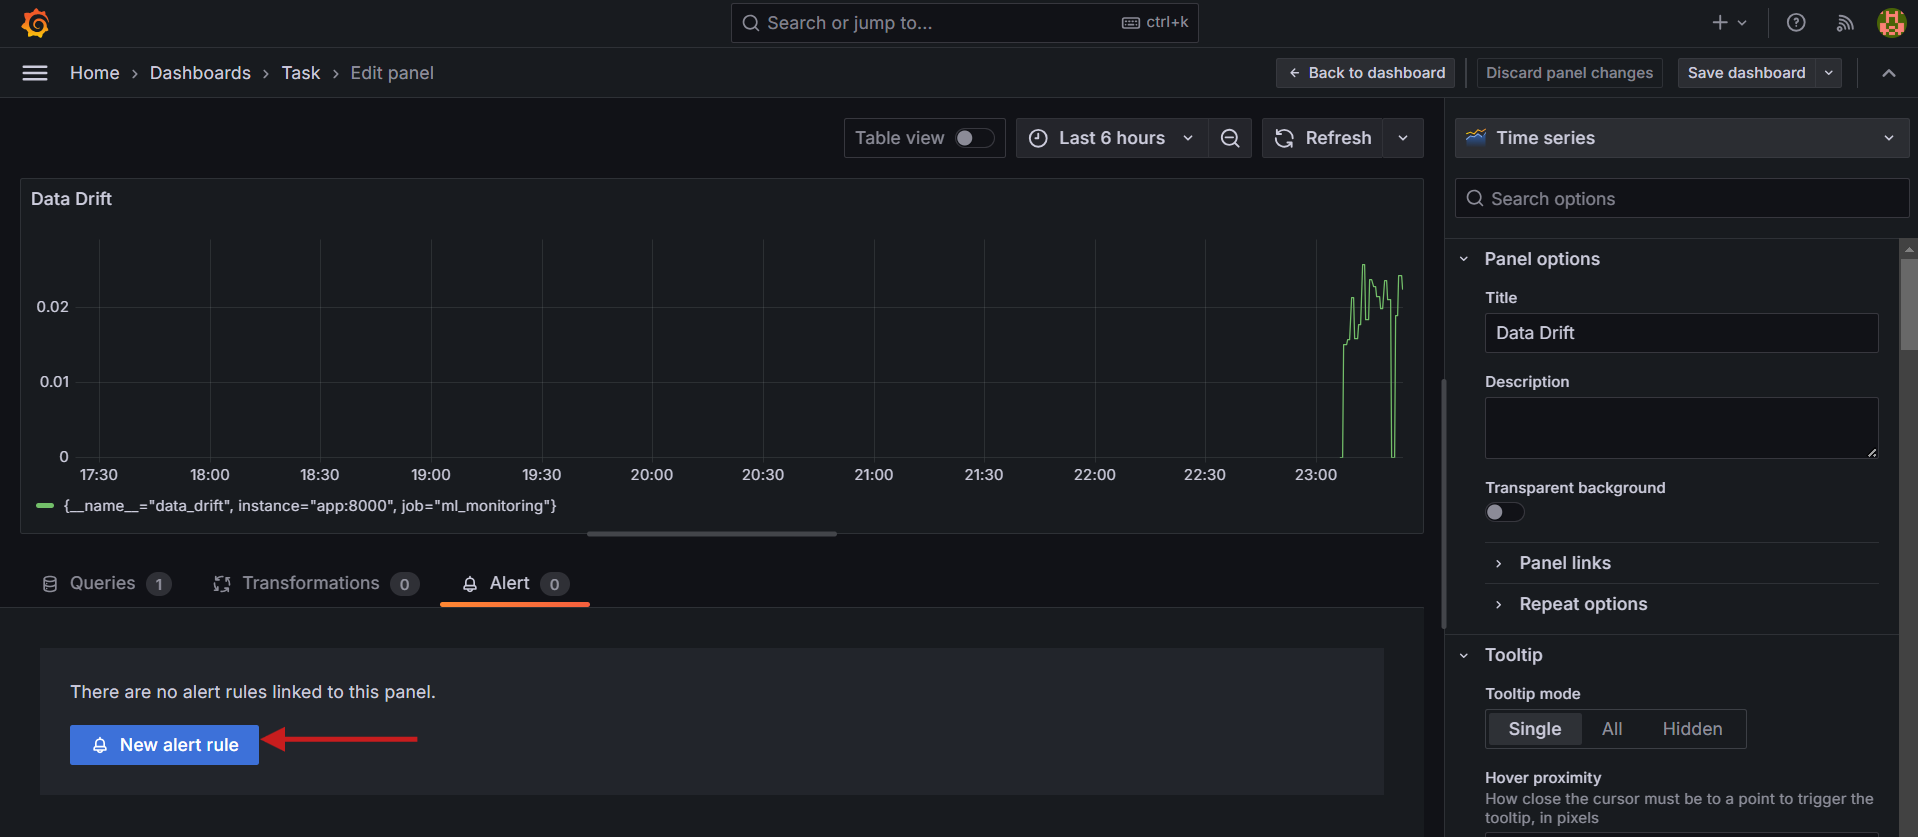 Search or jump to...
ctrl+k
Home › Dashboards › Task › Edit panel
Back to dashboard
Discard panel changes
Save dashboard
Table view
Last 6 hours
Refresh
Data Drift
0.02
0.01
0
17:30 18:00 18:30 19:00 19:30 20:00 20:30 21:00 21:30 22:00 22:30 23:00
{__name__="data_drift", instance="app:8000", job="ml_monitoring"}
Queries 1
Transformations 0
Alert 0
There are no alert rules linked to this panel.
New alert rule
Time series
Search options
Panel options
Title
Data Drift
Description
Transparent background
Panel links
Repeat options
Tooltip
Tooltip mode
Single All Hidden
Hover proximity
How close the cursor must be to a point to trigger the
tooltip, in pixels